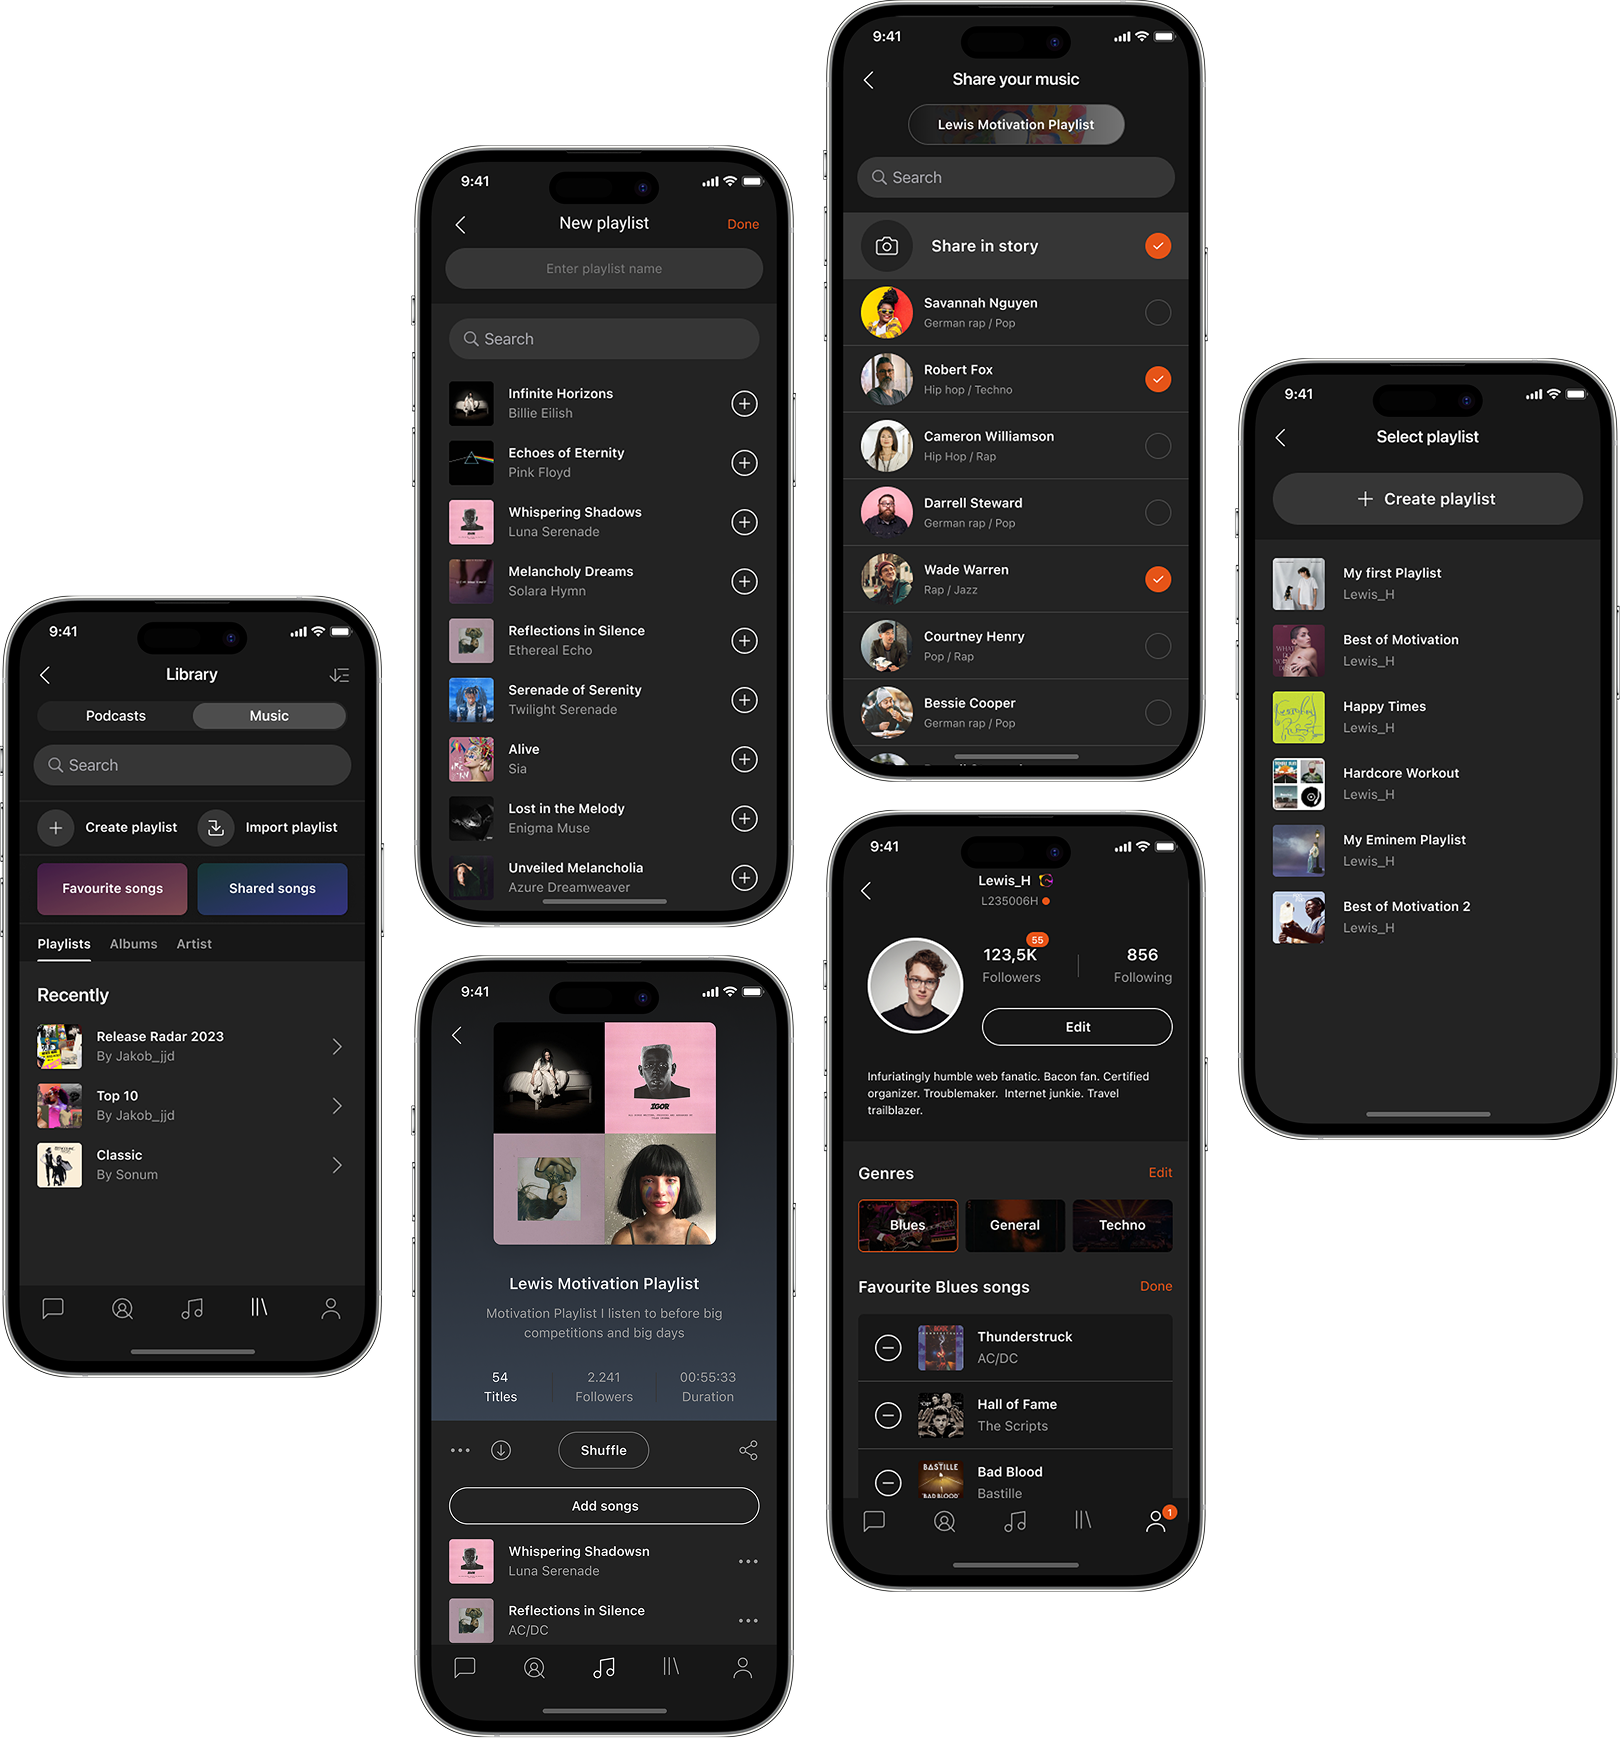 9:41
Library
Podcasts
Music
Search
Create playlist
Import playlist
Favourite songs
Shared songs
Playlists
Albums
Artist
Recently
Release Radar 2023
By Jakob_jjd
Top 10
By Jakob_jjd
Classic
By Sonum
9:41
New playlist
Done
Enter playlist name
Search
Infinite Horizons
Billie Eilish
Echoes of Eternity
Pink Floyd
Whispering Shadows
Luna Serenade
Melancholy Dreams
Solara Hymn
Reflections in Silence
Ethereal Echo
Serenade of Serenity
Twilight Serenade
Alive
Sia
Lost in the Melody
Enigma Muse
Unveiled Melancholia
Azure Dreamweaver
9:41
IGOR
Lewis Motivation Playlist
Motivation Playlist I listen to before big
competitions and big days
54
Titles
2.241
Followers
00:55:33
Duration
Shuffle
Add songs
Whispering Shadowsn
Luna Serenade
Reflections in Silence
AC/DC
9:41
Share your music
Lewis Motivation Playlist
Search
Share in story
Savannah Nguyen
German rap / Pop
Robert Fox
Hip hop / Techno
Cameron Williamson
Hip Hop / Rap
Darrell Steward
German rap / Pop
Wade Warren
Rap / Jazz
Courtney Henry
Pop / Rap
Bessie Cooper
German rap / Pop
9:41
Lewis_H
L235006H
55
123,5K
Followers
856
Following
Edit
Infuriatingly humble web fanatic. Bacon fan. Certified
organizer. Troublemaker. Internet junkie. Travel
trailblazer.
Genres
Edit
Blues
General
Techno
Favourite Blues songs
Done
Thunderstruck
AC/DC
Hall of Fame
The Scripts
BASTILLE
"BAD BLOOD"
Bad Blood
Bastille
1
9:41
Select playlist
Create playlist
My first Playlist
Lewis_H
Best of Motivation
Lewis_H
Happy Times
Lewis_H
Hardcore Workout
Lewis_H
My Eminem Playlist
Lewis_H
Best of Motivation 2
Lewis_H